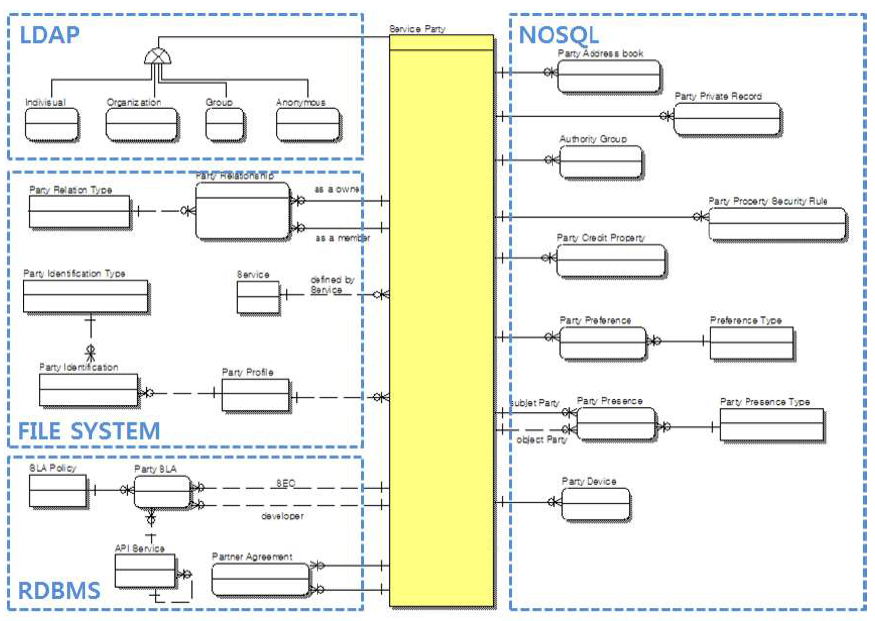 LDAP
Service Party
NOSQL
Indivisual
Organization
Group
Anonymous
Party Address book
Party Private Record
Authority Group
Party Property Security Rule
Party Credit Property
Party Preference
Preference Type
subjet Party
Party Presence
Party Presence Type
object Party
Party Device
Party Relation Type
Party Relationship
as a owner
as a member
Party Identification Type
Service
defined by
Service
Party Identification
Party Profile
FILE SYSTEM
SLA Policy
Party SLA
SEO
developer
API Service
Partner Agreement
RDBMS